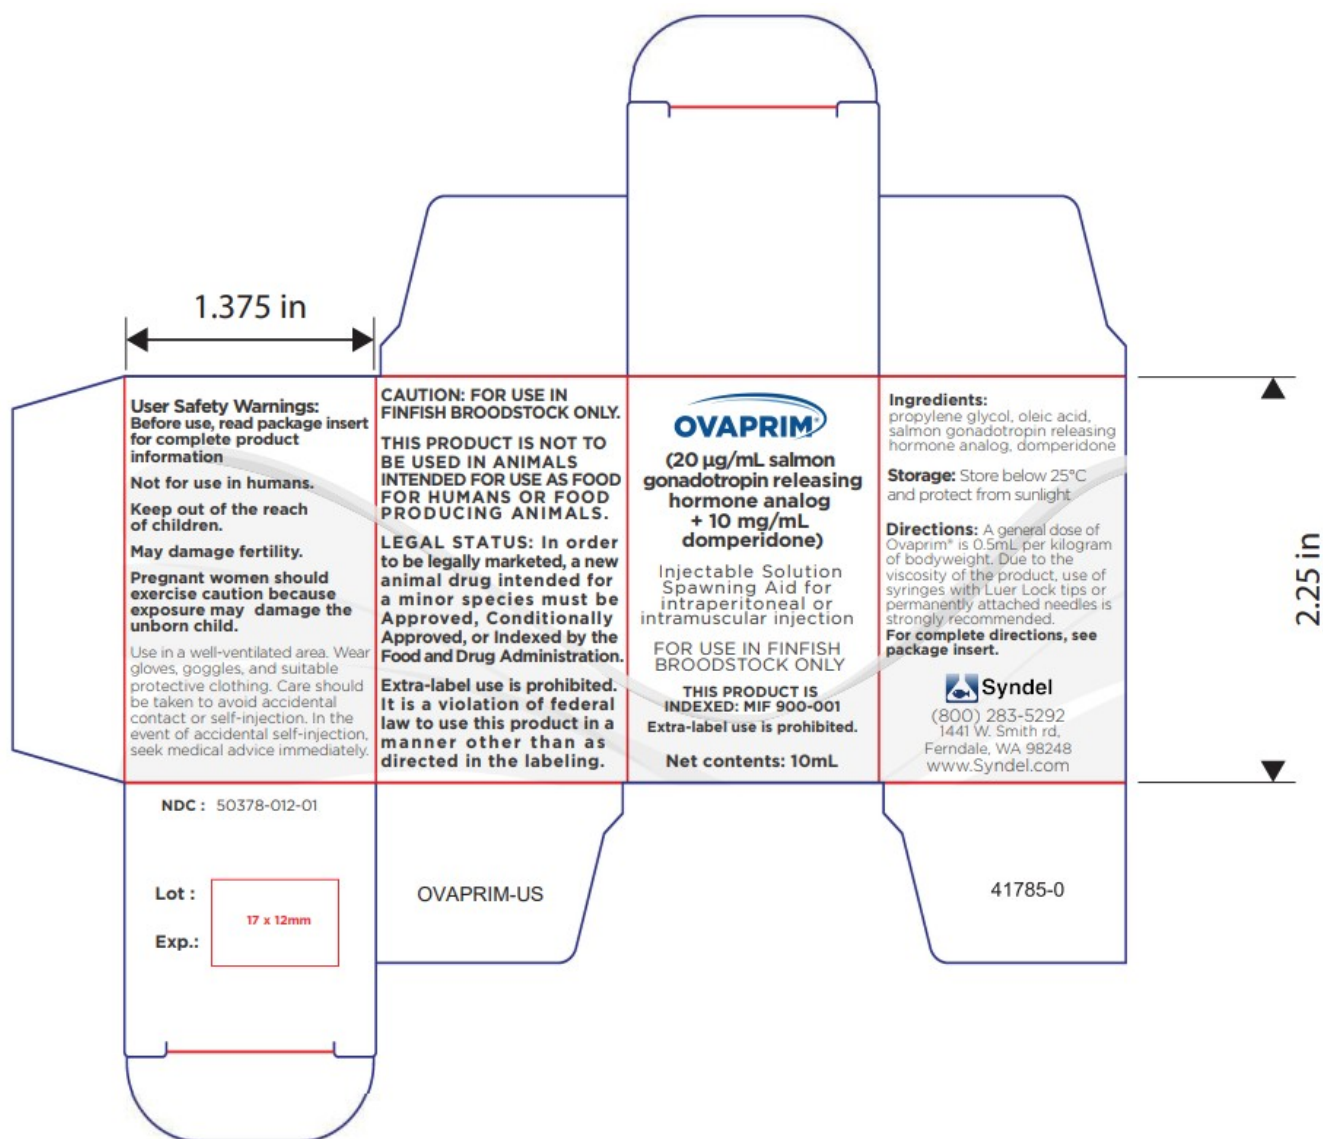 1.375 in
User Safety Warnings:
Before use, read package insert
for complete product
information
Not for use in humans.
Keep out of the reach
of children.
May damage fertility.
Pregnant women should
exercise caution because
exposure may damage the
unborn child.
Use in a well-ventilated area. Wear
gloves, goggles, and suitable
protective clothing. Care should
be taken to avoid accidental
contact or self-injection. In the
event of accidental self-injection,
seek medical advice immediately.
CAUTION: FOR USE IN
FINFISH BROODSTOCK ONLY.
THIS PRODUCT IS NOT TO
BE USED IN ANIMALS
INTENDED FOR USE AS FOOD
FOR HUMANS OR FOOD
PRODUCING ANIMALS.
LEGAL STATUS: In order
to be legally marketed, a new
animal drug intended for
a minor species must be
Approved, Conditionally
Approved, or Indexed by the
Food and Drug Administration.
Extra-label use is prohibited.
It is a violation of federal
law to use this product in a
manner other than as
directed in the labeling.
OVAPRIM®
(20 µg/mL salmon
gonadotropin releasing
hormone analog
+ 10 mg/mL
domperidone)
Injectable Solution
Spawning Aid for
intraperitoneal or
intramuscular injection
FOR USE IN FINFISH
BROODSTOCK ONLY
THIS PRODUCT IS
INDEXED: MIF 900-001
Extra-label use is prohibited.
Net contents: 10mL
Ingredients:
propylene glycol, oleic acid,
salmon gonadotropin releasing
hormone analog, domperidone
Storage: Store below 25°C
and protect from sunlight
Directions: A general dose of
Ovaprim® is 0.5mL per kilogram
of bodyweight. Due to the
viscosity of the product, use of
syringes with Luer Lock tips or
permanently attached needles is
strongly recommended.
For complete directions, see
package insert.
Syndel
(800) 283-5292
1441 W. Smith rd,
Ferndale, WA 98248
www.Syndel.com
2.25 in
NDC : 50378-012-01
Lot :
17 x 12mm
Exp.:
OVAPRIM-US
41785-0